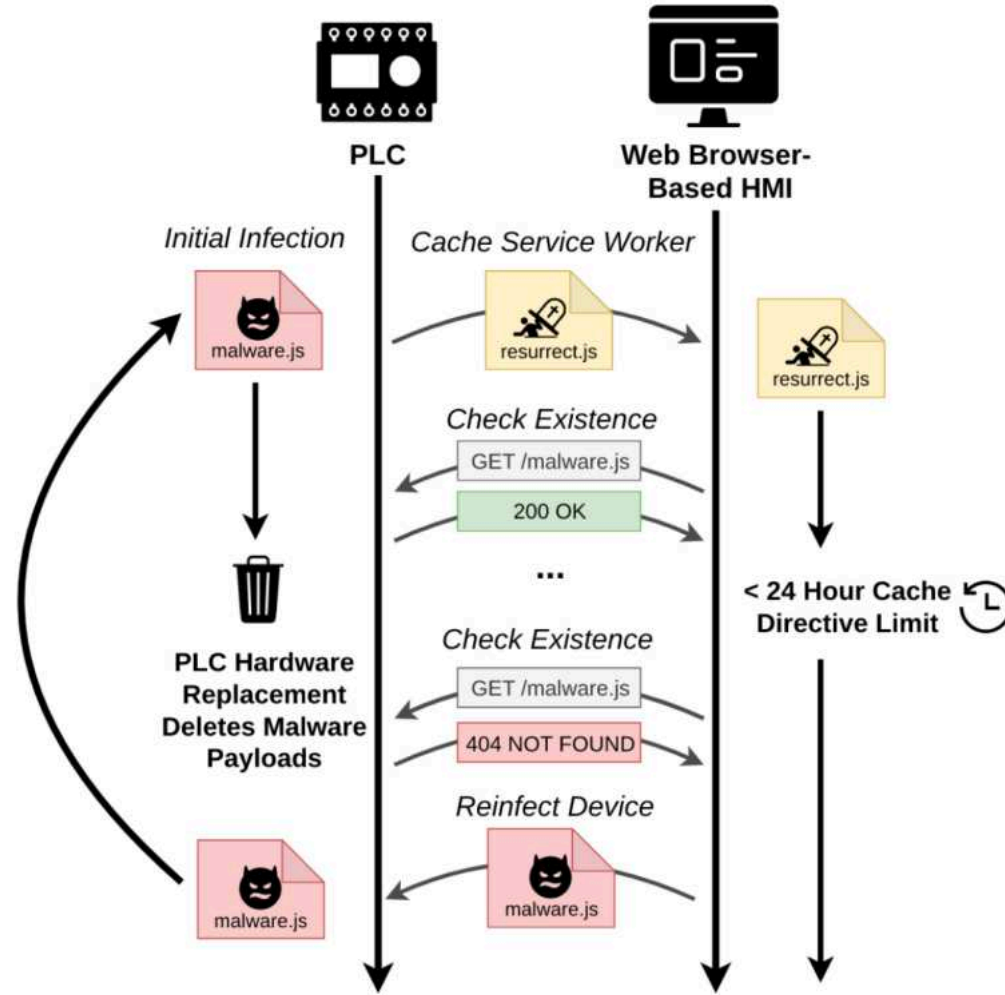 PLC
Web Browser-
Based HMI
Initial Infection
Cache Service Worker
malware.js
resurrect.js
resurrect.js
Check Existence
GET /malware.js
200 OK
...
< 24 Hour Cache
Directive Limit
PLC Hardware
Replacement
Deletes Malware
Payloads
Check Existence
GET /malware.js
404 NOT FOUND
Reinfect Device
malware.js
malware.js